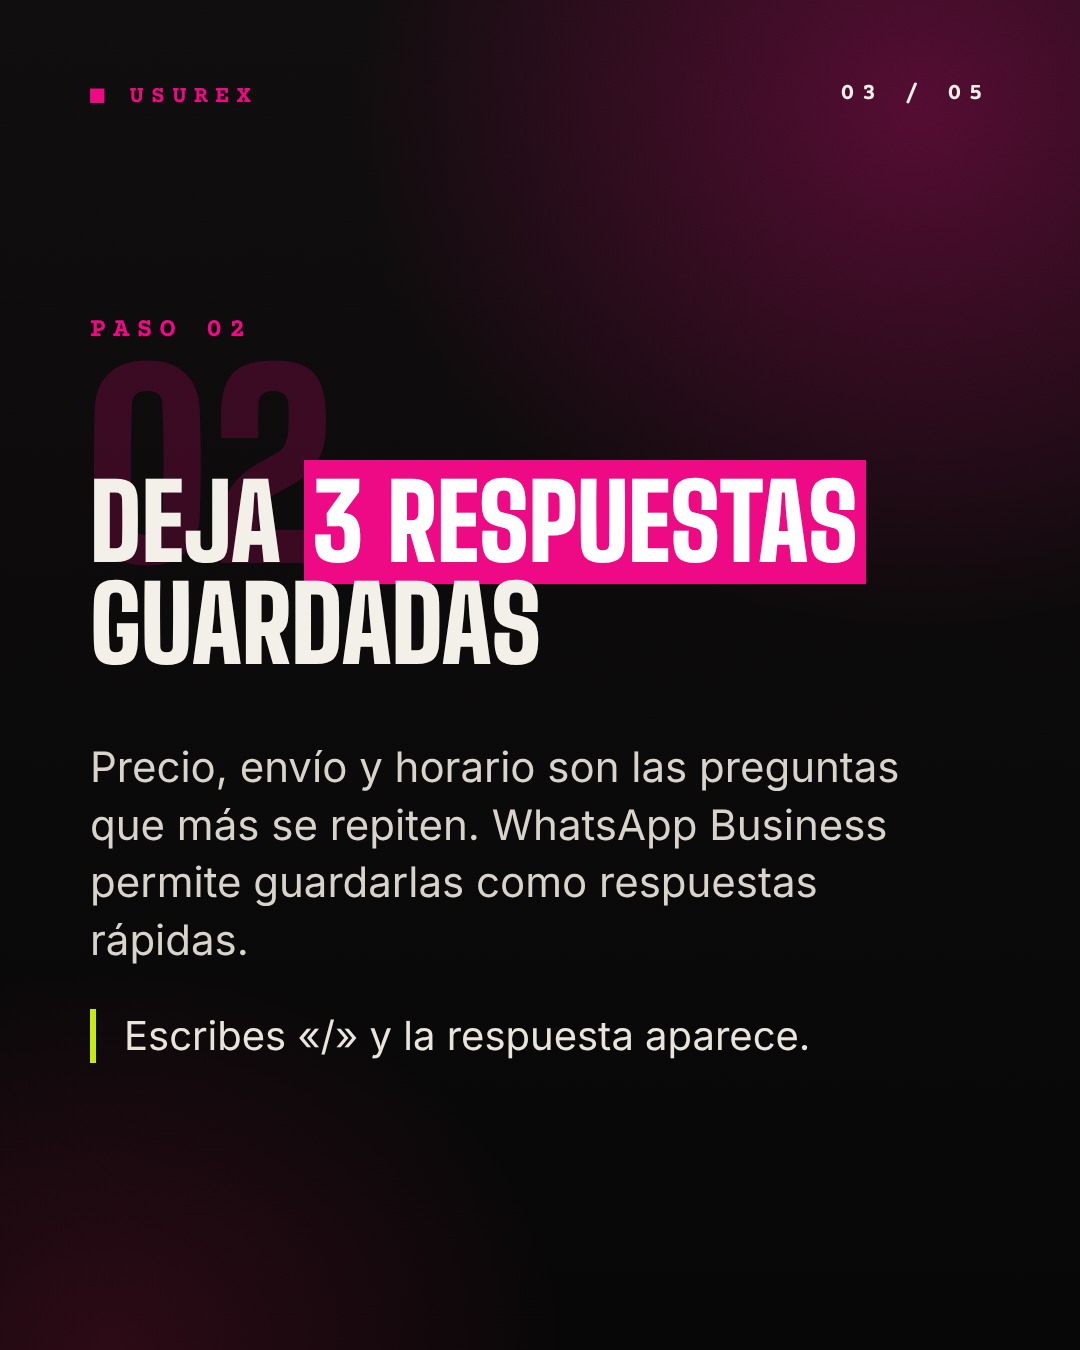 USUREX
03 / 05
PASO 02
02
DEJA 3 RESPUESTAS
GUARDADAS
Precio, envío y horario son las preguntas
que más se repiten. WhatsApp Business
permite guardarlas como respuestas
rápidas.
Escribes «/» y la respuesta aparece.